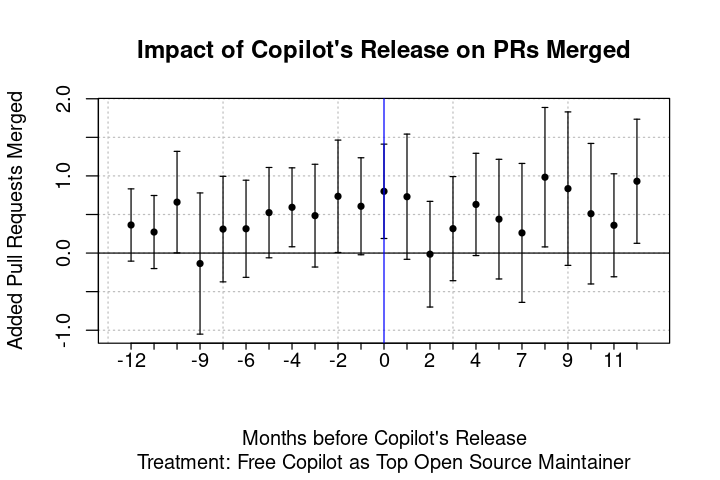 Impact of Copilot's Release on PRs Merged
Added Pull Requests Merged
2.0
1.0
0.0
-1.0
-12 -9 -6 -4 -2 0 2 4 7 9 11
Months before Copilot's Release
Treatment: Free Copilot as Top Open Source Maintainer